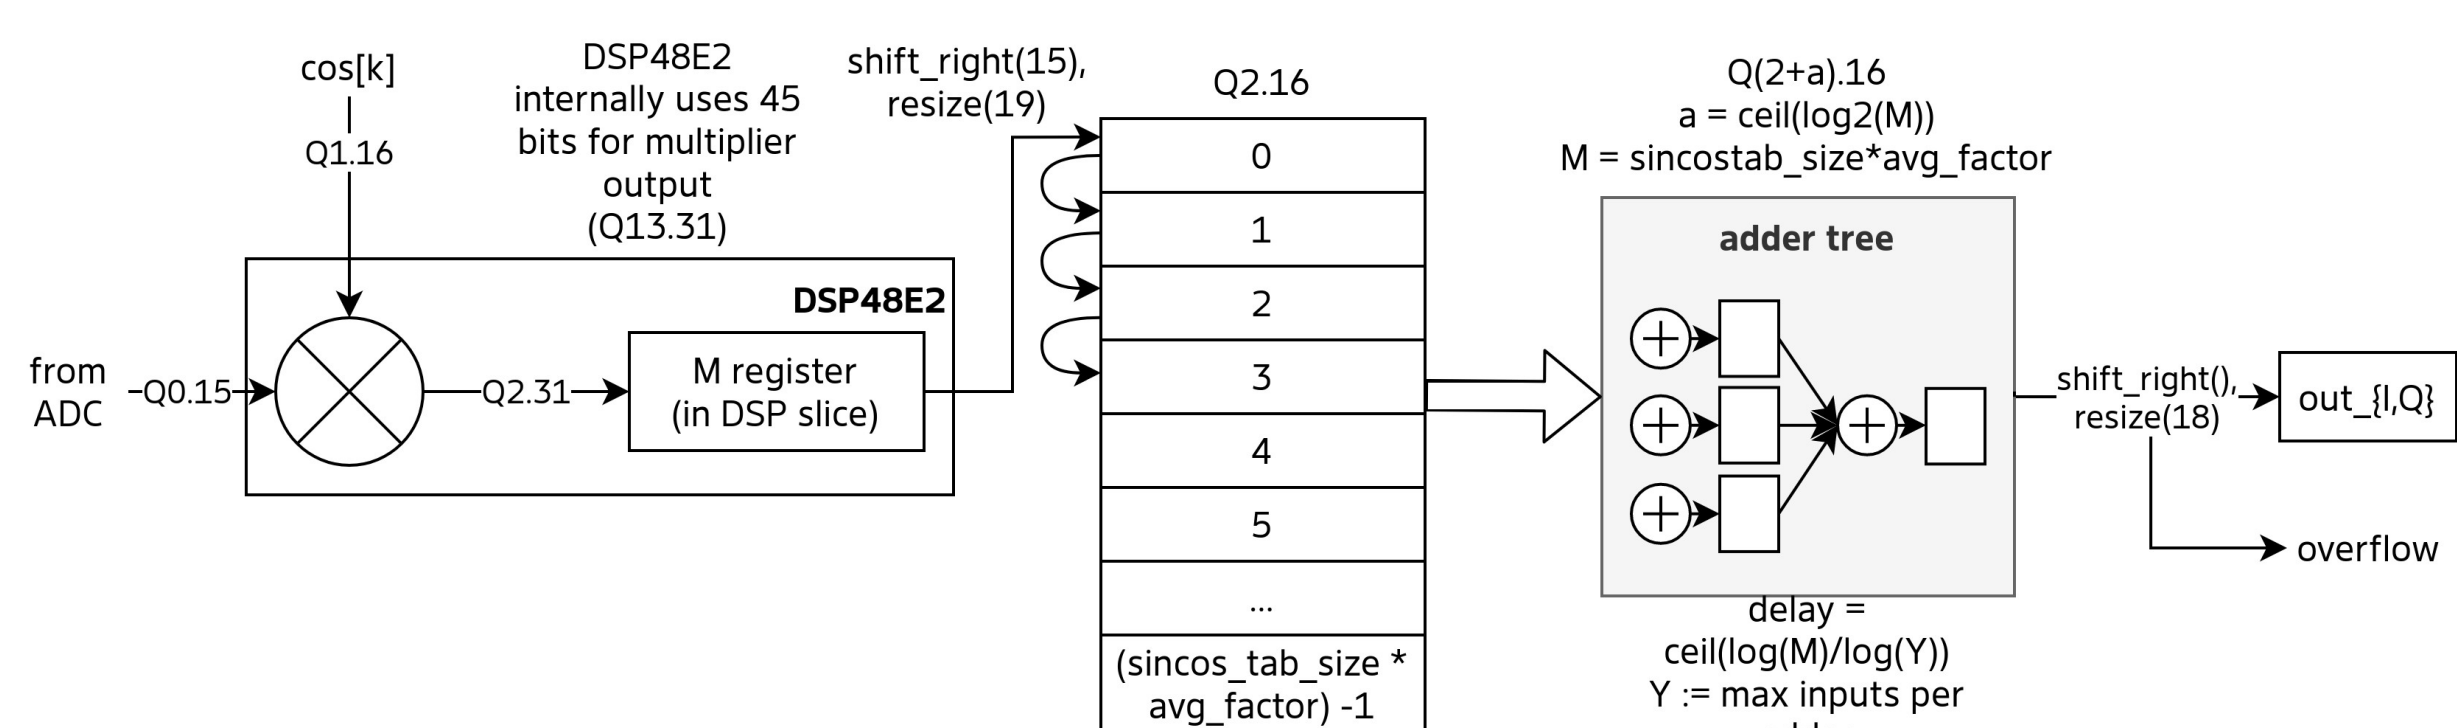 cos[k]
Q1.16
DSP48E2
internally uses 45
bits for multiplier
output
(Q13.31)
shift_right(15),
resize(19)
Q2.16
Q(2+a).16
a = ceil(log2(M))
M = sincostab_size*avg_factor
from
ADC
Q0.15
Q2.31
DSP48E2
M register
(in DSP slice)
0
1
2
3
4
5
...
(sincos_tab_size *
avg_factor) -1
adder tree
delay =
ceil(log(M)/log(Y))
Y := max inputs per
shift_right(),
resize(18)
out_{I,Q}
overflow